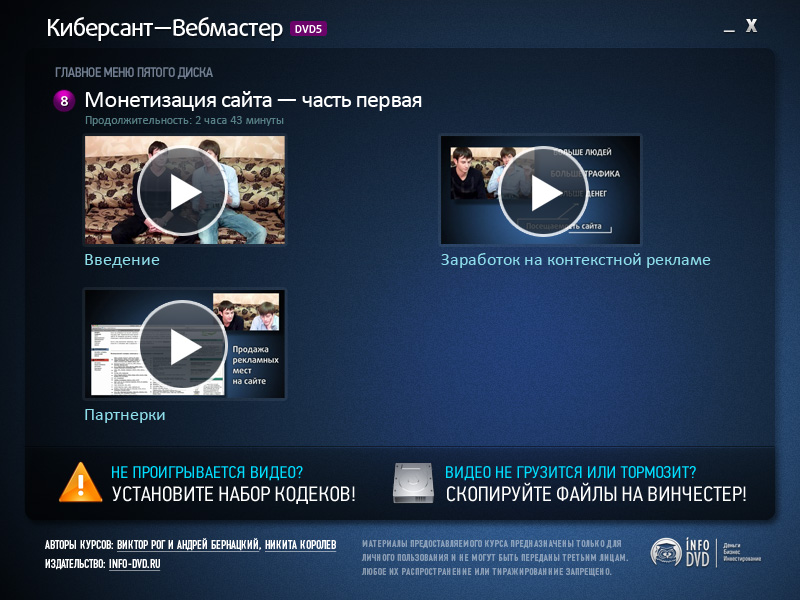 Киберсант—Вебмастер DVD5
X
ГЛАВНОЕ МЕНЮ ПЯТОГО ДИСКА
8 Монетизация сайта — часть первая
Продолжительность: 2 часа 43 минуты
БОЛЬШЕ ЛЮДЕЙ
БОЛЬШЕ ТРАФИКА
БОЛЬШЕ ДЕНЕГ
сайта
Введение
Заработок на контекстной рекламе
Продажа
рекламных
мест
на сайте
Партнерки
НЕ ПРОИГРЫВАЕТСЯ ВИДЕО?
УСТАНОВИТЕ НАБОР КОДЕКОВ!
ВИДЕО НЕ ГРУЗИТСЯ ИЛИ ТОРМОЗИТ?
СКОПИРУЙТЕ ФАЙЛЫ НА ВИНЧЕСТЕР!
АВТОРЫ КУРСОВ: ВИКТОР РОГ И АНДРЕЙ БЕРНАЦКИЙ, НИКИТА КОРОЛЕВ
ИЗДАТЕЛЬСТВО: INFO-DVD.RU
МАТЕРИАЛЫ ПРЕДОСТАВЛЯЕМОГО КУРСА ПРЕДНАЗНАЧЕНЫ ТОЛЬКО ДЛЯ
ЛИЧНОГО ПОЛЬЗОВАНИЯ И НЕ МОГУТ БЫТЬ ПЕРЕДАНЫ ТРЕТЬИМ ЛИЦАМ.
ЛЮБОЕ ИХ РАСПРОСТРАНЕНИЕ ИЛИ ТИРАЖИРОВАННИЕ ЗАПРЕЩЕНО.
INFO
DVD
Деньги
Бизнес
Инвестирование